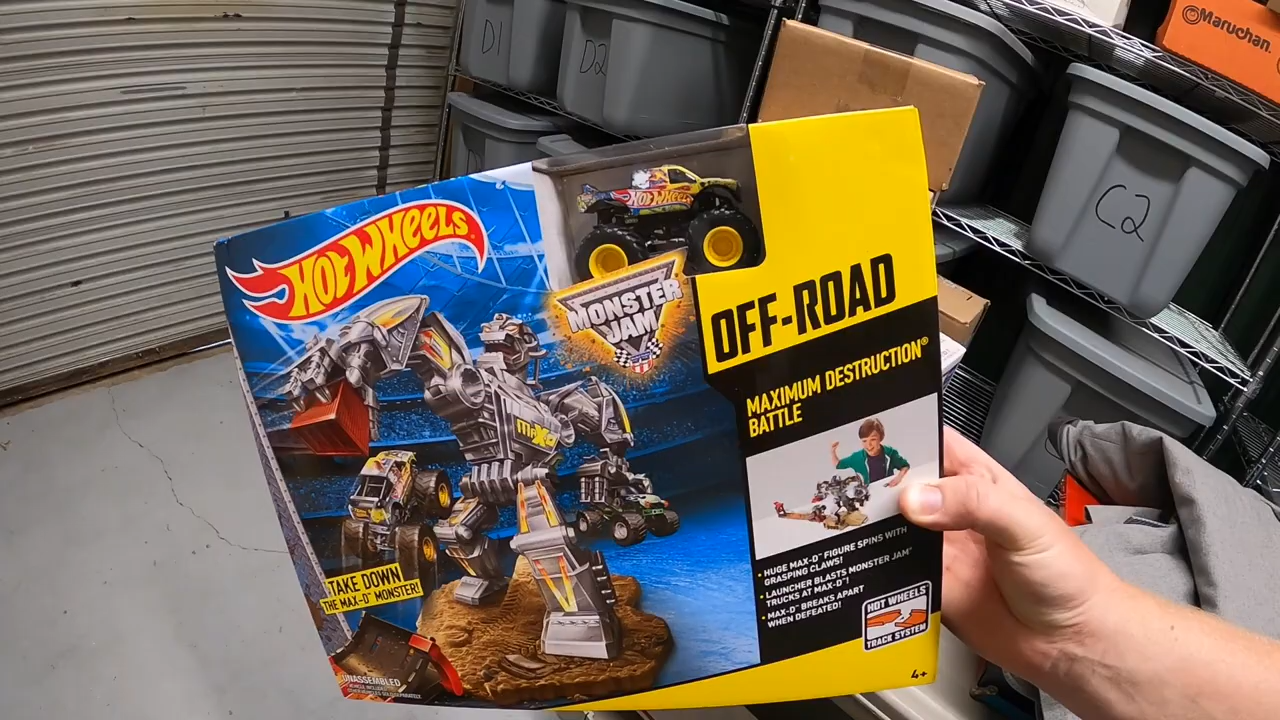 D1
D2
Maruchan.
C2
HOT WHEELS
HOT WHEELS
MONSTER
JAM
OFF-ROAD
MAXIMUM DESTRUCTION®
BATTLE
MAX-D
TAKE DOWN
THE MAX-D™ MONSTER!
• HUGE MAX-D™ FIGURE SPINS WITH
GRASPING CLAWS!
• LAUNCHER BLASTS MONSTER JAM®
TRUCKS AT MAX-D™!
• MAX-D™ BREAKS APART
WHEN DEFEATED!
HOT WHEELS
TRACK SYSTEM
UNASSEMBLED
4+